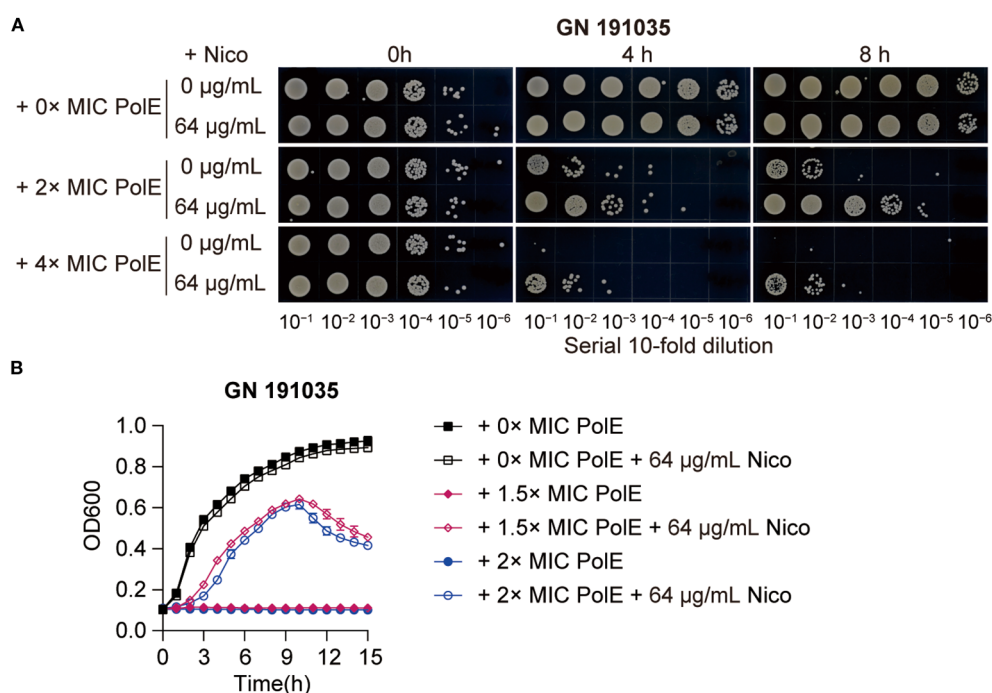 A
GN 191035
+ Nico
0h
4 h
8 h
+ 0× MIC PolE
0 μg/mL
64 μg/mL
+ 2× MIC PolE
0 μg/mL
64 μg/mL
+ 4× MIC PolE
0 μg/mL
64 μg/mL
10⁻¹ 10⁻² 10⁻³ 10⁻⁴ 10⁻⁵ 10⁻⁶
10⁻¹ 10⁻² 10⁻³ 10⁻⁴ 10⁻⁵ 10⁻⁶
10⁻¹ 10⁻² 10⁻³ 10⁻⁴ 10⁻⁵ 10⁻⁶
Serial 10-fold dilution
B
GN 191035
OD600
1.0
0.8
0.6
0.4
0.2
0.0
0 3 6 9 12 15
Time(h)
+ 0× MIC PolE
+ 0× MIC PolE + 64 μg/mL Nico
+ 1.5× MIC PolE
+ 1.5× MIC PolE + 64 μg/mL Nico
+ 2× MIC PolE
+ 2× MIC PolE + 64 μg/mL Nico